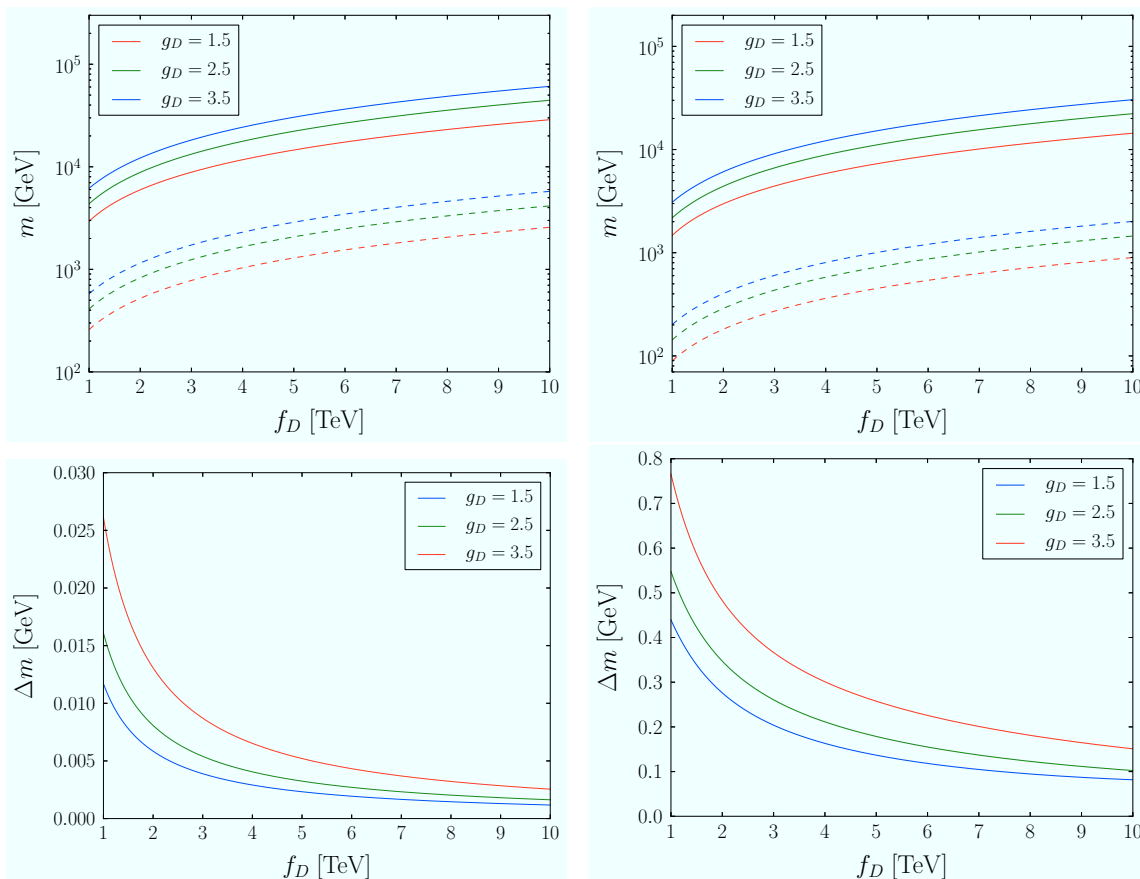 g_D = 1.5
g_D = 2.5
g_D = 3.5
10^5
10^4
10^3
10^2
m [GeV]
1 2 3 4 5 6 7 8 9 10
f_D [TeV]
g_D = 1.5
g_D = 2.5
g_D = 3.5
10^5
10^4
10^3
10^2
m [GeV]
1 2 3 4 5 6 7 8 9 10
f_D [TeV]
g_D = 1.5
g_D = 2.5
g_D = 3.5
0.030
0.025
0.020
0.015
0.010
0.005
0.000
Δm [GeV]
1 2 3 4 5 6 7 8 9 10
f_D [TeV]
g_D = 1.5
g_D = 2.5
g_D = 3.5
0.8
0.7
0.6
0.5
0.4
0.3
0.2
0.1
0.0
Δm [GeV]
1 2 3 4 5 6 7 8 9 10
f_D [TeV]